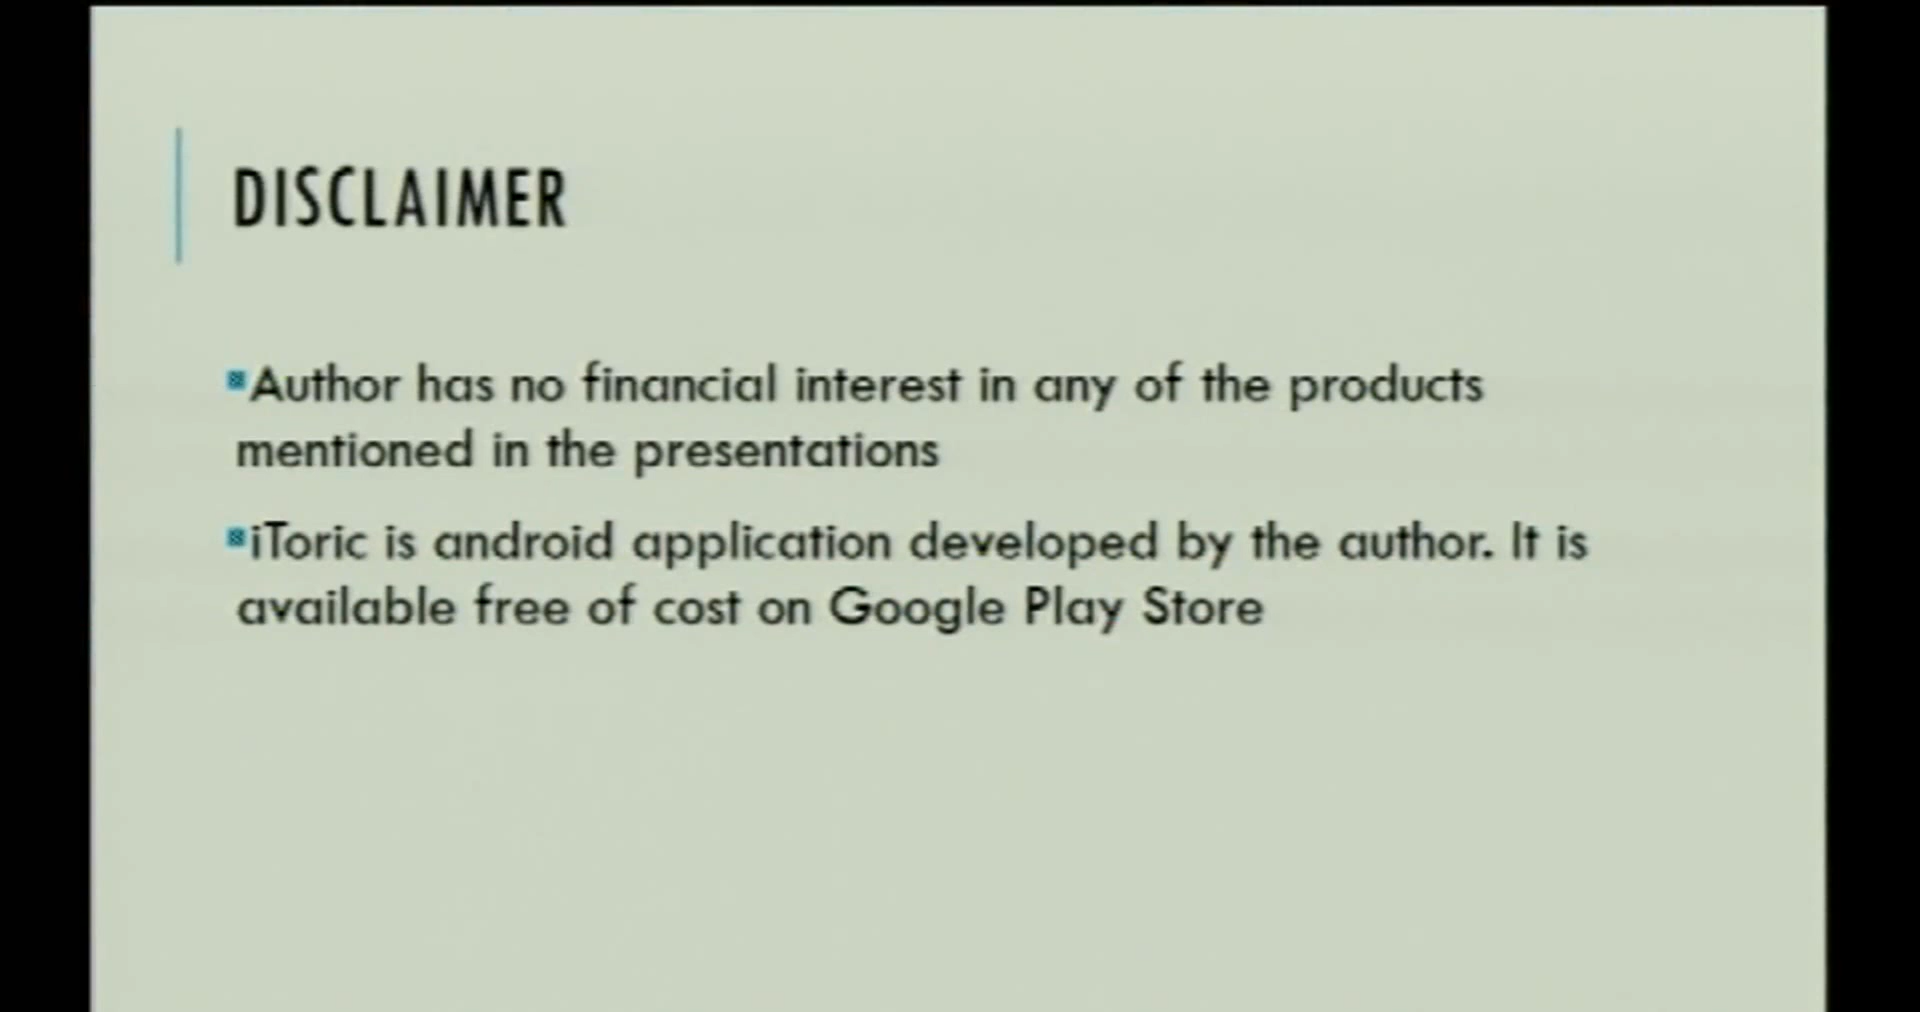 DISCLAIMER
Author has no financial interest in any of the products
mentioned in the presentations
iToric is android application developed by the author. It is
available free of cost on Google Play Store